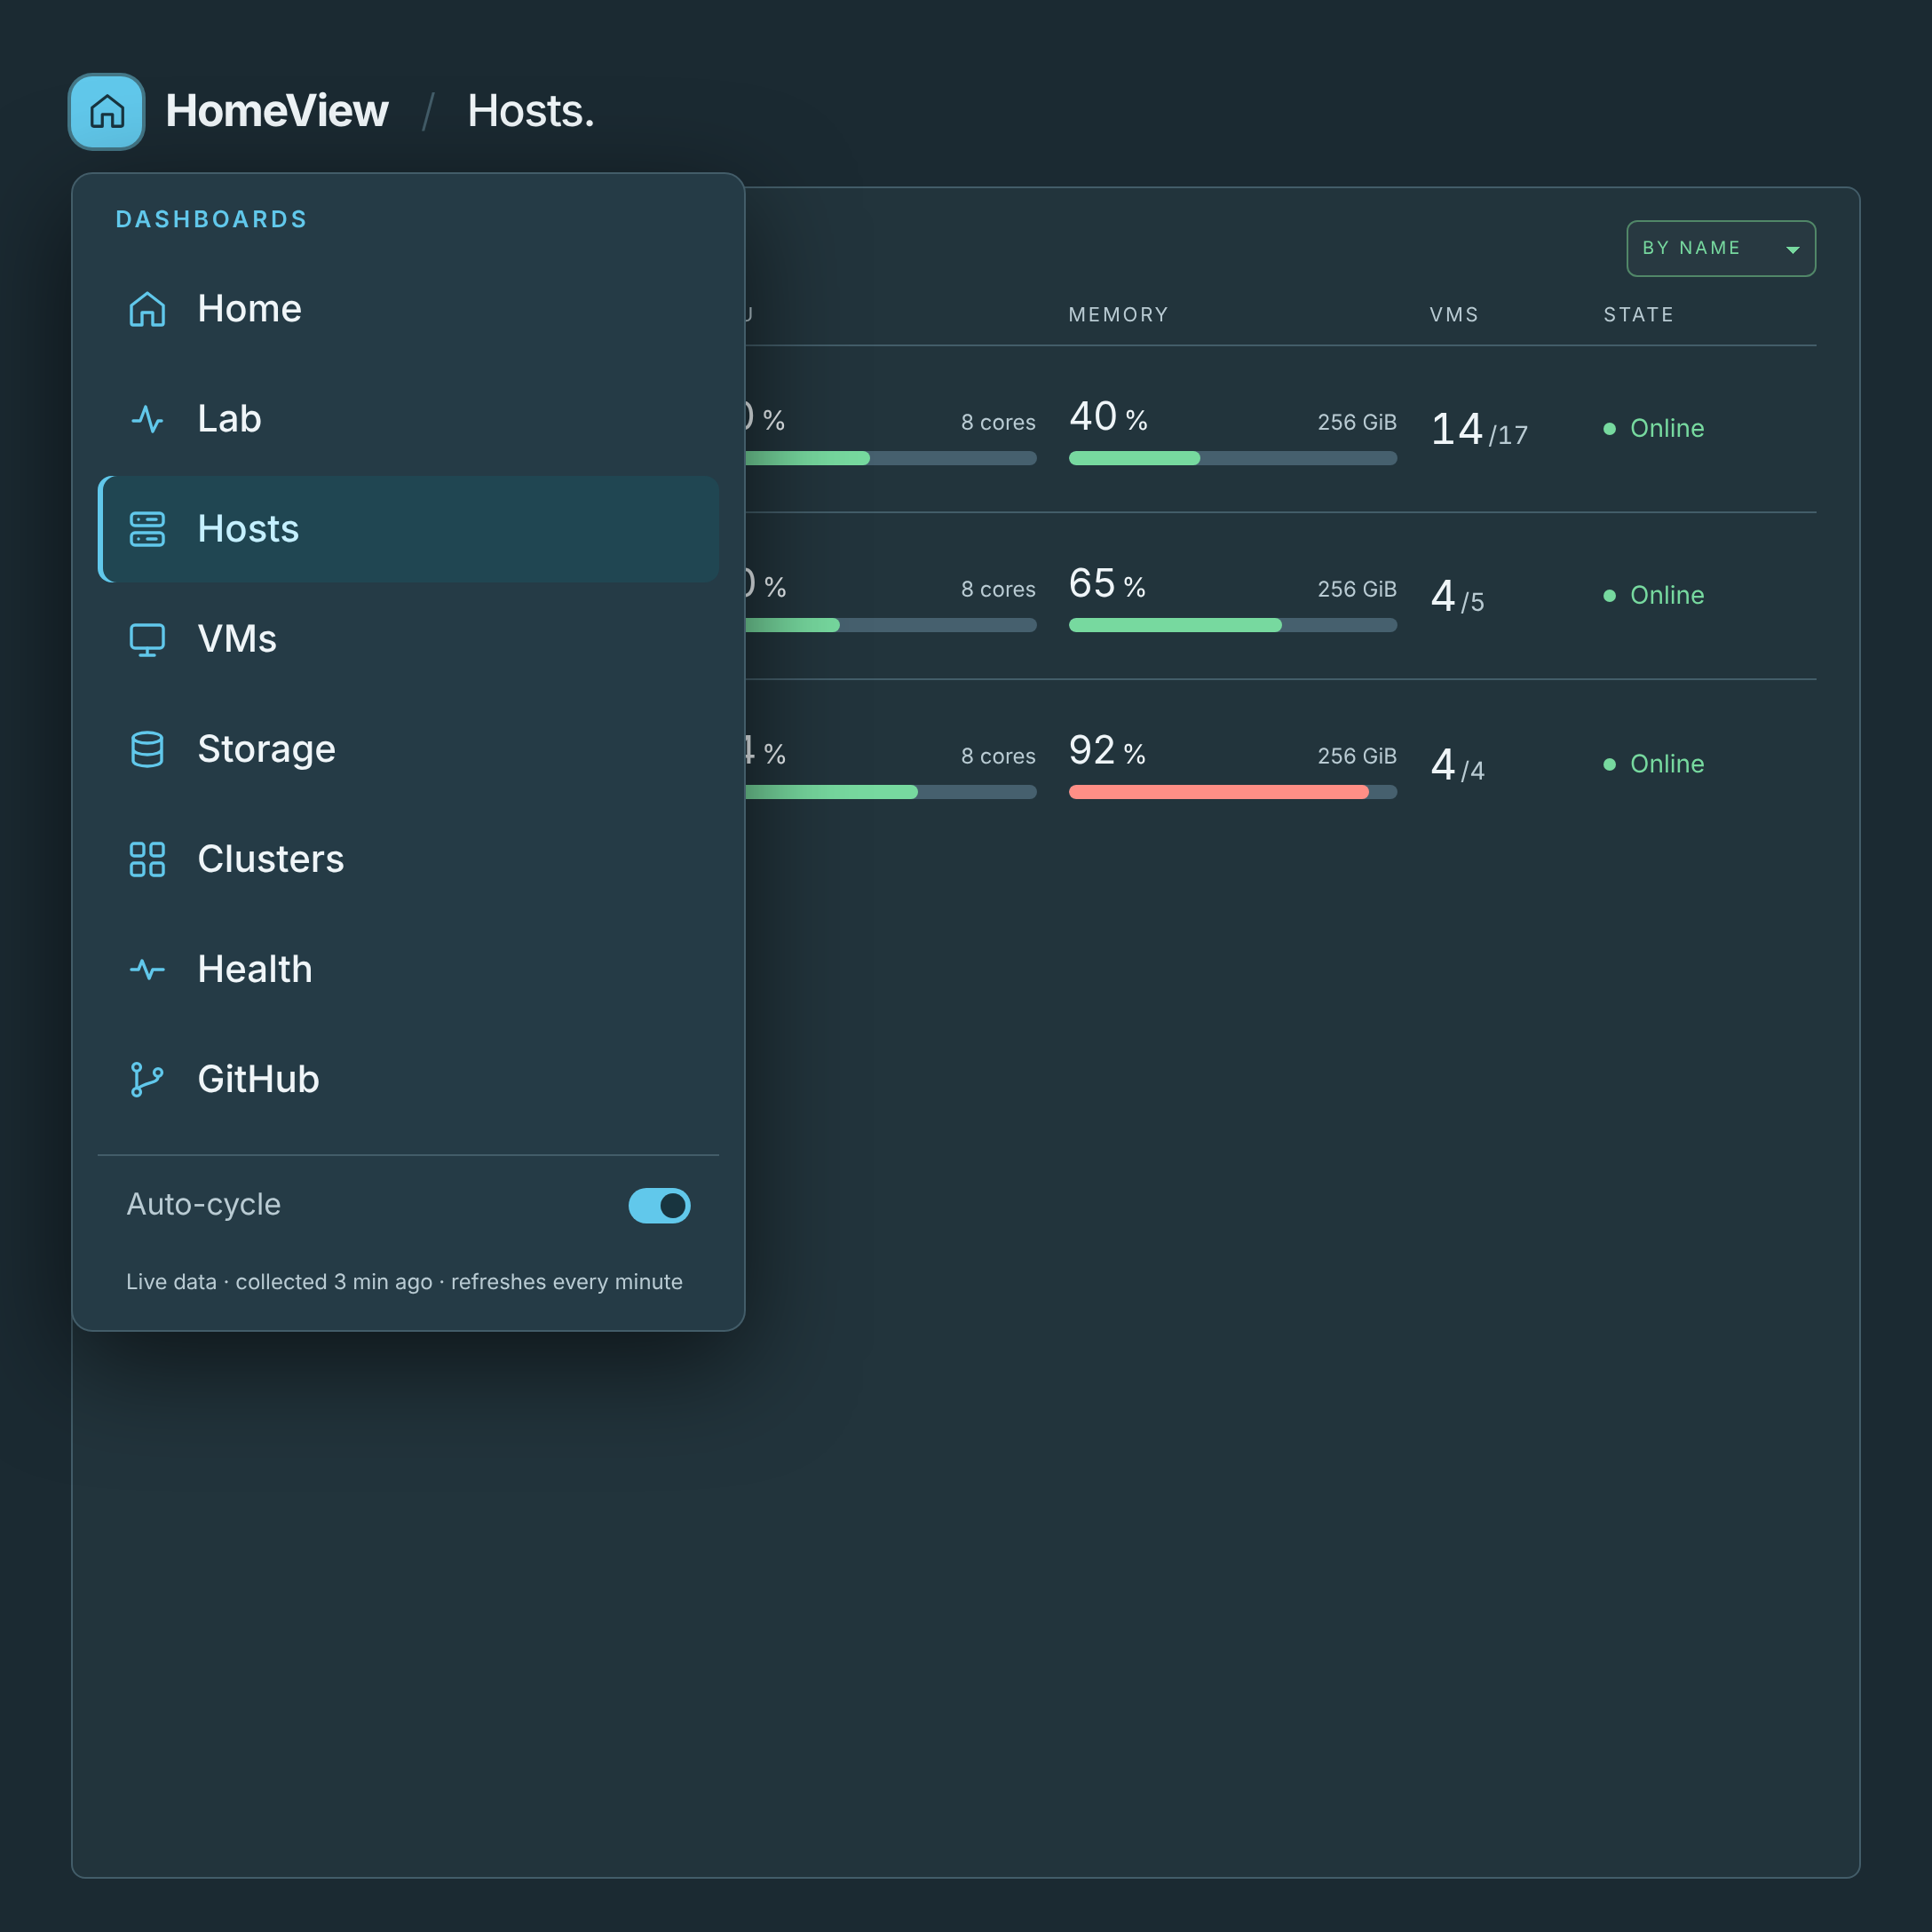 HomeView / Hosts.
DASHBOARDS
Home
Lab
Hosts
VMs
Storage
Clusters
Health
GitHub
Auto-cycle
Live data · collected 3 min ago · refreshes every minute
BY NAME
MEMORY VMS STATE
% 8 cores 40 % 256 GiB 14/17 Online
% 8 cores 65 % 256 GiB 4/5 Online
% 8 cores 92 % 256 GiB 4/4 Online